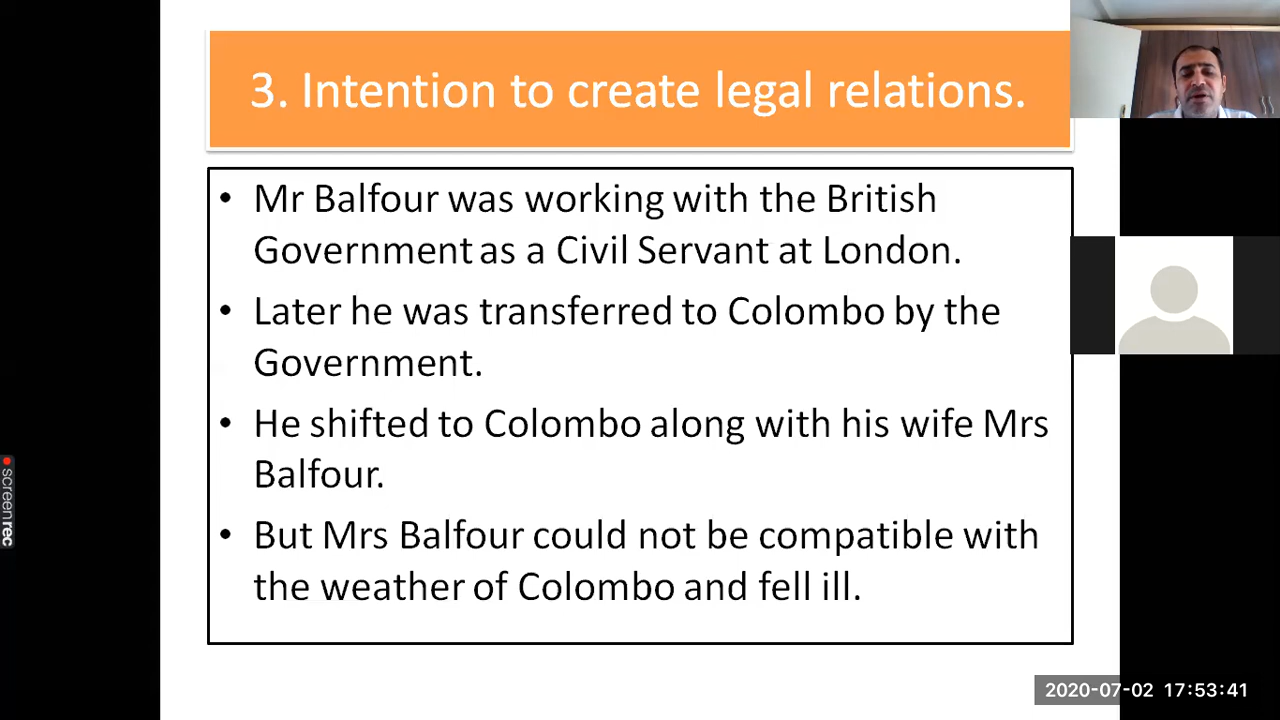 3. Intention to create legal relations.
• Mr Balfour was working with the British
Government as a Civil Servant at London.
• Later he was transferred to Colombo by the
Government.
• He shifted to Colombo along with his wife Mrs
Balfour.
• But Mrs Balfour could not be compatible with
the weather of Colombo and fell ill.
screenrec
2020-07-02 17:53:41